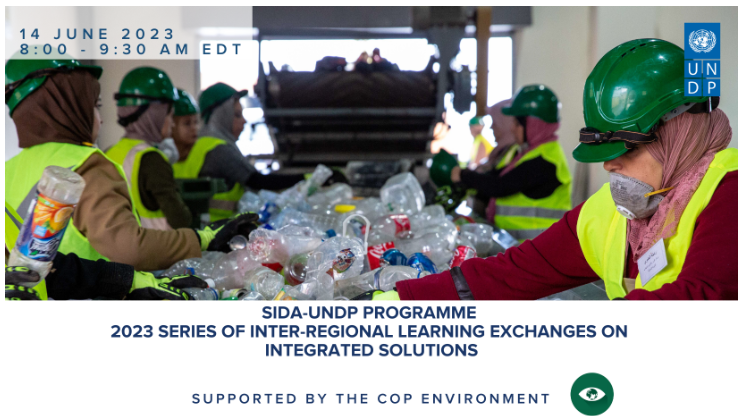 14 JUNE 2023
8:00 - 9:30 AM EDT
U N
D P
SIDA-UNDP PROGRAMME
2023 SERIES OF INTER-REGIONAL LEARNING EXCHANGES ON
INTEGRATED SOLUTIONS
SUPPORTED BY THE COP ENVIRONMENT